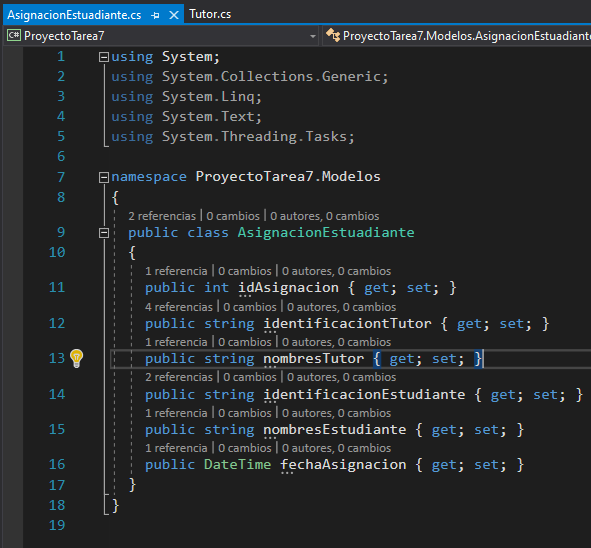 AsignacionEstuadiante.cs Tutor.cs
C# ProyectoTarea7 ProyectoTarea7.Modelos.AsignacionEstuadiante
1 using System;
2 using System.Collections.Generic;
3 using System.Linq;
4 using System.Text;
5 using System.Threading.Tasks;
6
7 namespace ProyectoTarea7.Modelos
8 {
2 referencias | 0 cambios | 0 autores, 0 cambios
9 public class AsignacionEstuadiante
10 {
1 referencia | 0 cambios | 0 autores, 0 cambios
11 public int idAsignacion { get; set; }
4 referencias | 0 cambios | 0 autores, 0 cambios
12 public string identificaciontTutor { get; set; }
1 referencia | 0 cambios | 0 autores, 0 cambios
13 public string nombresTutor { get; set; }
2 referencias | 0 cambios | 0 autores, 0 cambios
14 public string identificacionEstudiante { get; set; }
1 referencia | 0 cambios | 0 autores, 0 cambios
15 public string nombresEstudiante { get; set; }
1 referencia | 0 cambios | 0 autores, 0 cambios
16 public DateTime fechaAsignacion { get; set; }
17 }
18 }
19